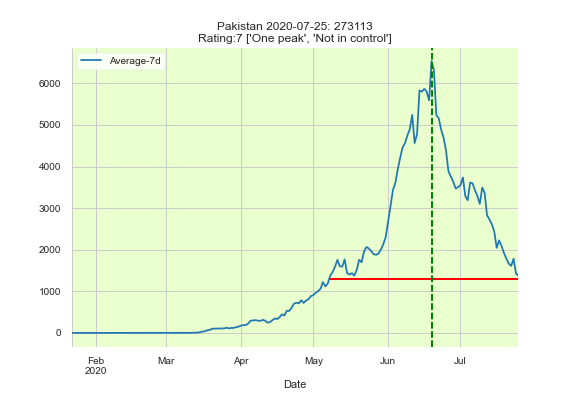 Pakistan 2020-07-25: 273113
Rating:7 ['One peak', 'Not in control']
Average-7d
6000
5000
4000
3000
2000
1000
0
Feb
2020
Mar
Apr
May
Jun
Jul
Date